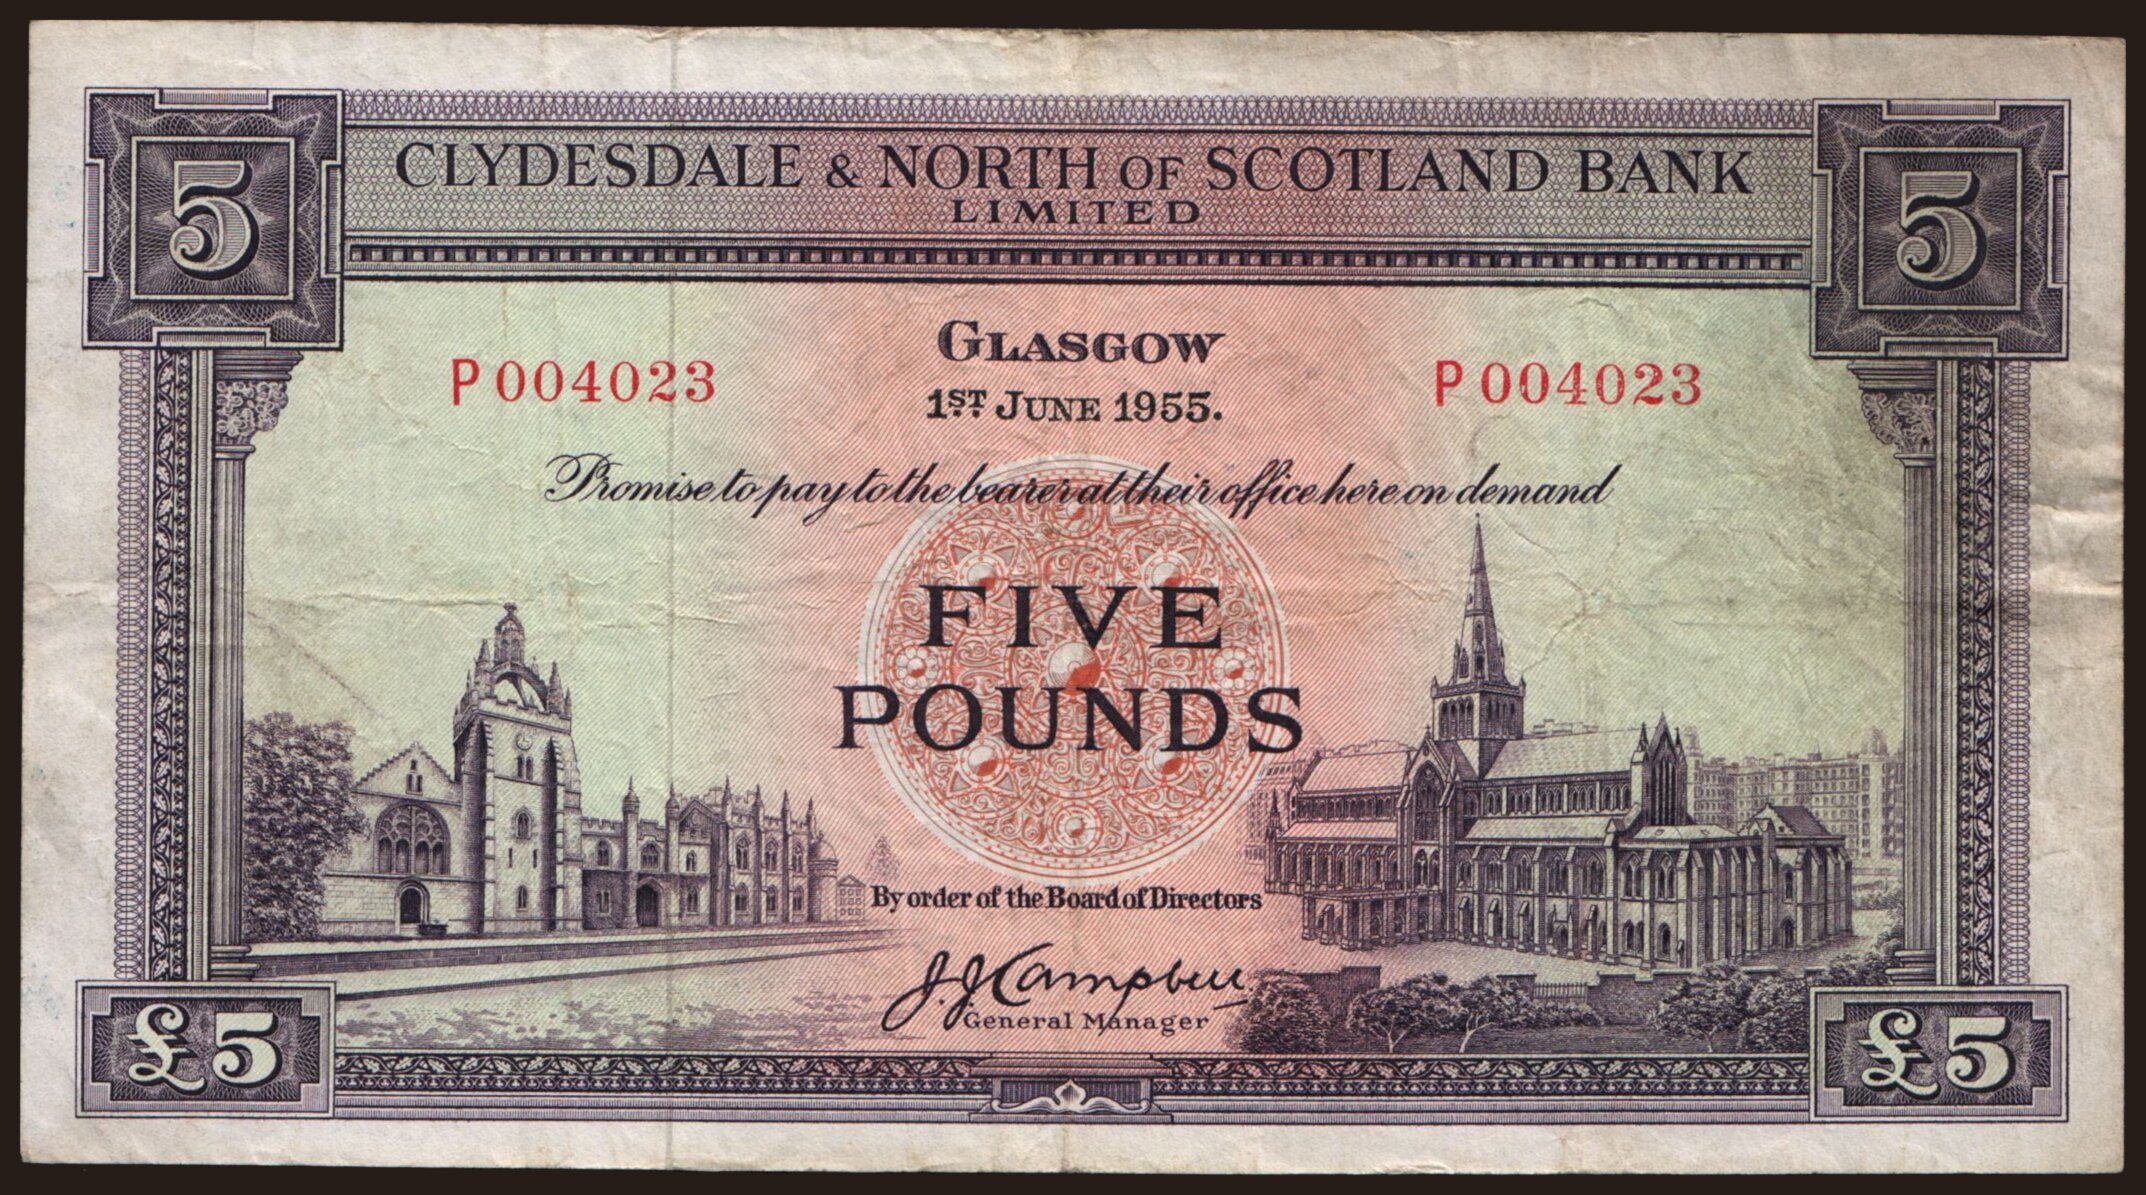 5 5
CLYDESDALE & NORTH OF SCOTLAND BANK
LIMITED
GLASGOW
P 004023 P 004023
1ST JUNE 1955.
Promise to pay to the bearer at their office here on demand
FIVE
POUNDS
By order of the Board of Directors
J. J. Campbell
General Manager
£5 £5